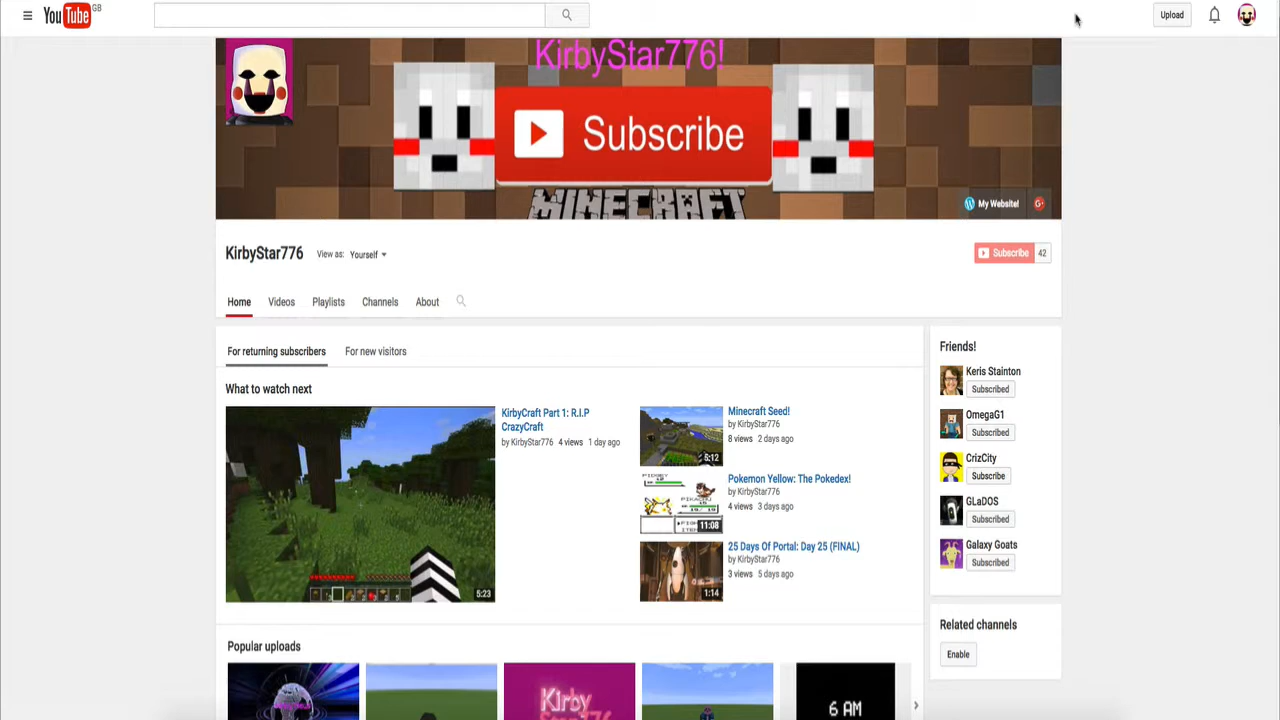 YouTube GB
Upload
KirbyStar776!
Subscribe
MINECRAFT
My Website!
KirbyStar776 View as: Yourself
Subscribe 42
Home Videos Playlists Channels About
For returning subscribers For new visitors
What to watch next
KirbyCraft Part 1: R.I.P
CrazyCraft
by KirbyStar776 4 views 1 day ago
5:23
Minecraft Seed!
by KirbyStar776
8 views 2 days ago
5:12
Pokemon Yellow: The Pokedex!
by KirbyStar776
4 views 3 days ago
11:08
25 Days Of Portal: Day 25 (FINAL)
by KirbyStar776
3 views 5 days ago
1:14
Friends!
Keris Stainton
Subscribed
OmegaG1
Subscribed
CrizCity
Subscribe
GLaDOS
Subscribed
Galaxy Goats
Subscribed
Related channels
Enable
Popular uploads
Kirby
Star776
6 AM